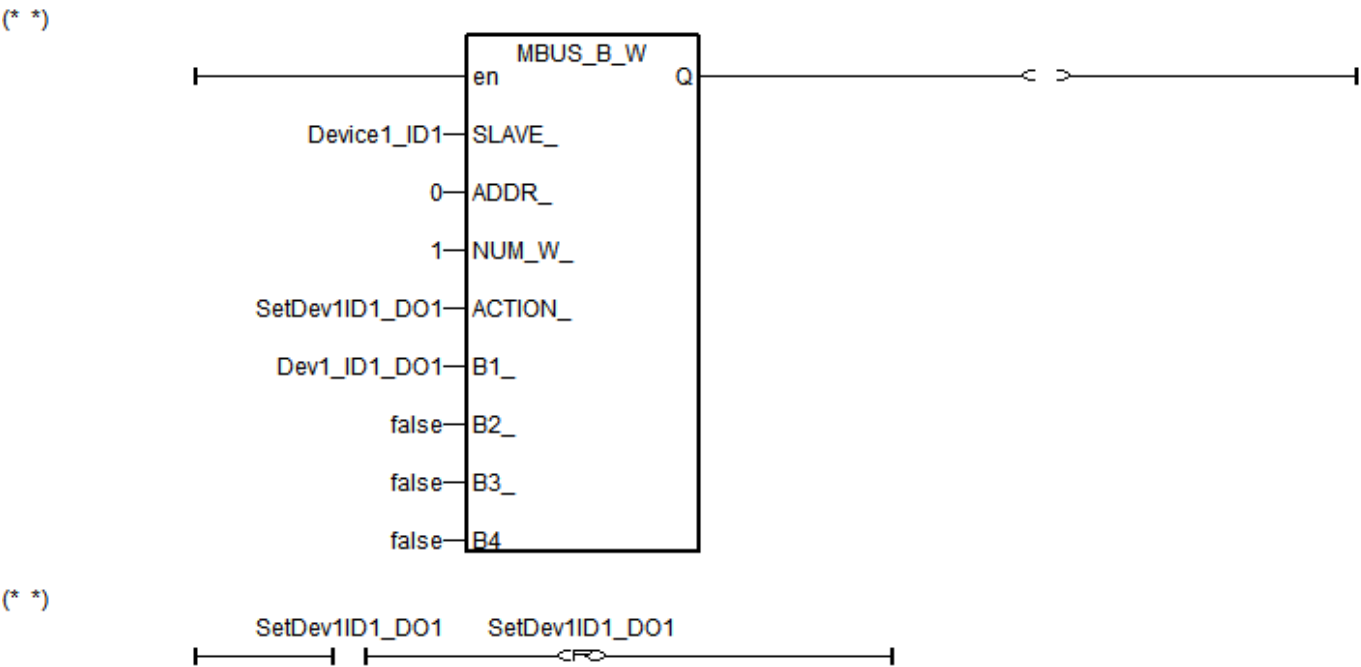 (* *)
MBUS_B_W
en Q
Device1_ID1 SLAVE_
0 ADDR_
1 NUM_W_
SetDev1ID1_DO1 ACTION_
Dev1_ID1_DO1 B1_
false B2_
false B3_
false B4
(* *)
SetDev1ID1_DO1 SetDev1ID1_DO1
R